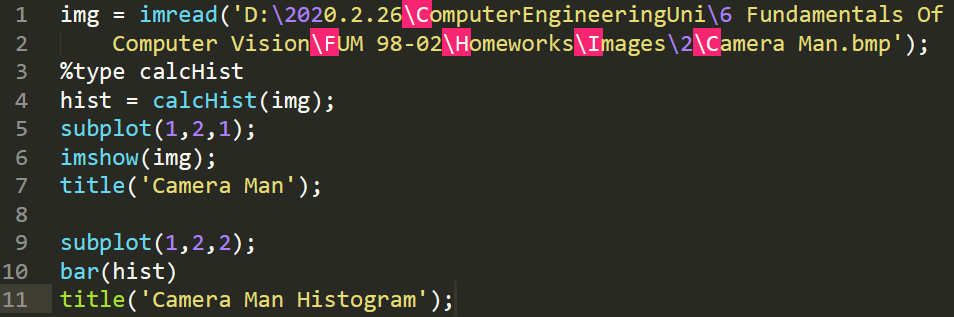 1 img = imread('D:\2020.2.26\ComputerEngineeringUni\6 Fundamentals Of
2 Computer Vision\FUM 98-02\Homeworks\Images\2\Camera Man.bmp');
3 %type calcHist
4 hist = calcHist(img);
5 subplot(1,2,1);
6 imshow(img);
7 title('Camera Man');
8
9 subplot(1,2,2);
10 bar(hist)
11 title('Camera Man Histogram');